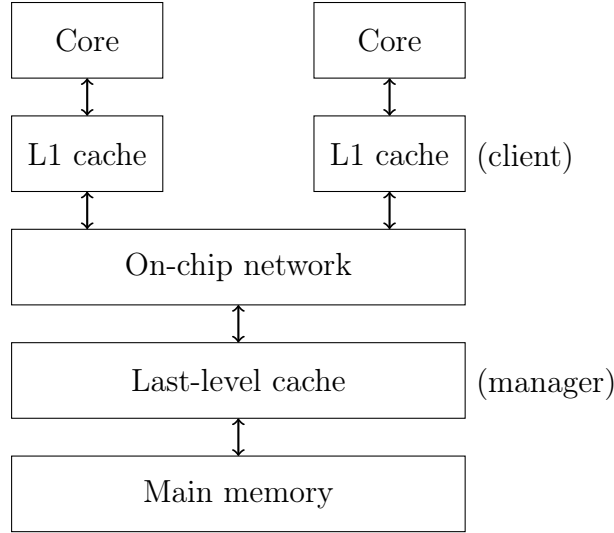 Core Core
L1 cache L1 cache (client)
On-chip network
Last-level cache (manager)
Main memory